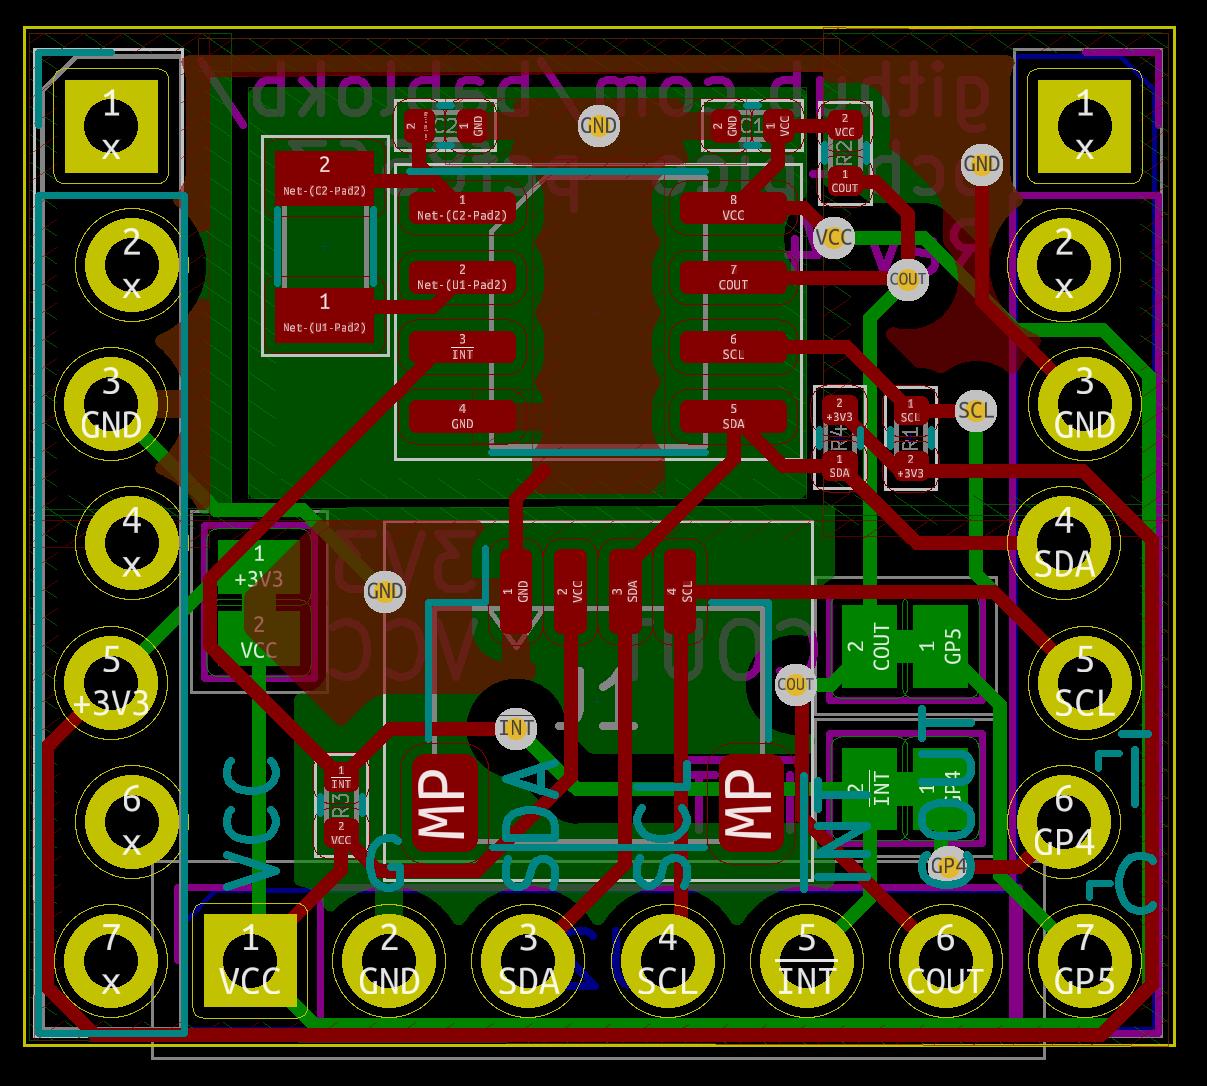 1
x
2
x
3
GND
4
x
5
+3V3
6
x
7
x
2
Net-(C2-Pad2)
1
Net-(U1-Pad2)
2
C2
1
GND
GND
2
GND
C1
1
VCC
2
VCC
R2
1
COUT
1
Net-(C2-Pad2)
2
Net-(U1-Pad2)
3
INT
4
GND
8
VCC
7
COUT
6
SCL
5
SDA
VCC
COUT
GND
1
x
2
x
3
GND
4
SDA
5
SCL
6
GP4
7
GP5
2
+3V3
R4
1
SDA
1
SCL
R1
2
+3V3
SCL
1
+3V3
2
VCC
GND
3V3
VCC
COUT
1
GND
2
VCC
3
SDA
4
SCL
J1
INT
COUT
MP
MP
2
COUT
1
GP5
2
INT
1
GP4
GP4
1
INT
R3
2
VCC
VCC
G
SDA
SCL
INT
COUT
1
VCC
2
GND
3
SDA
4
SCL
5
INT
6
COUT